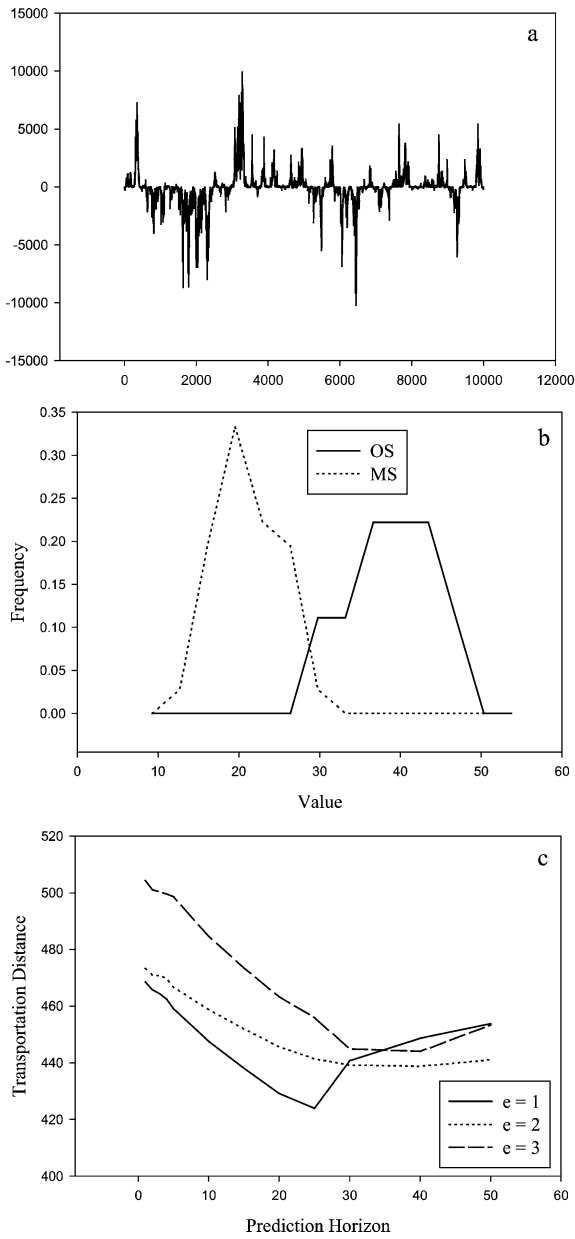 15000
a
10000
5000
0
-5000
-10000
-15000
0 2000 4000 6000 8000 10000 12000
0.35
b
0.30
OS
MS
0.25
0.20
0.15
0.10
0.05
0.00
Frequency
0 10 20 30 40 50 60
Value
520
c
500
480
460
440
420
400
Transportation Distance
e = 1
e = 2
e = 3
0 10 20 30 40 50 60
Prediction Horizon